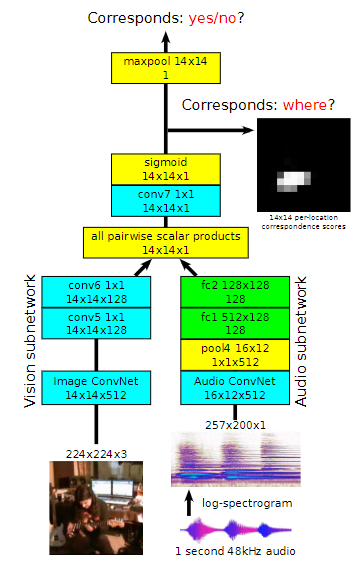 Corresponds: yes/no?
maxpool 14x14
1
Corresponds: where?
sigmoid
14x14x1
conv7 1x1
14x14x1
14x14 per-location
correspondence scores
all pairwise scalar products
14x14x1
Vision subnetwork
conv6 1x1
14x14x128
conv5 1x1
14x14x128
Image ConvNet
14x14x512
224x224x3
fc2 128x128
128
fc1 512x128
128
pool4 16x12
1x1x512
Audio ConvNet
16x12x512
Audio subnetwork
257x200x1
log-spectrogram
1 second 48kHz audio